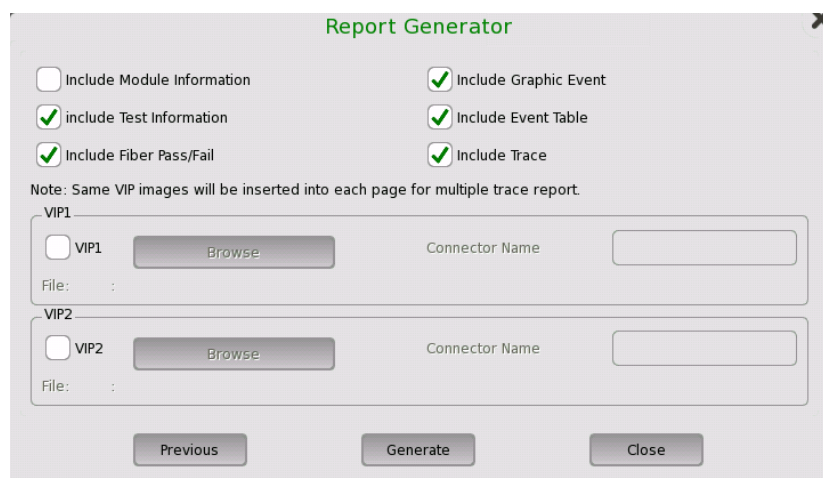 Report Generator
Include Module Information
Include Graphic Event
include Test Information
Include Event Table
Include Fiber Pass/Fail
Include Trace
Note: Same VIP images will be inserted into each page for multiple trace report.
VIP1
VIP1
Browse
Connector Name
File: :
VIP2
VIP2
Browse
Connector Name
File: :
Previous
Generate
Close